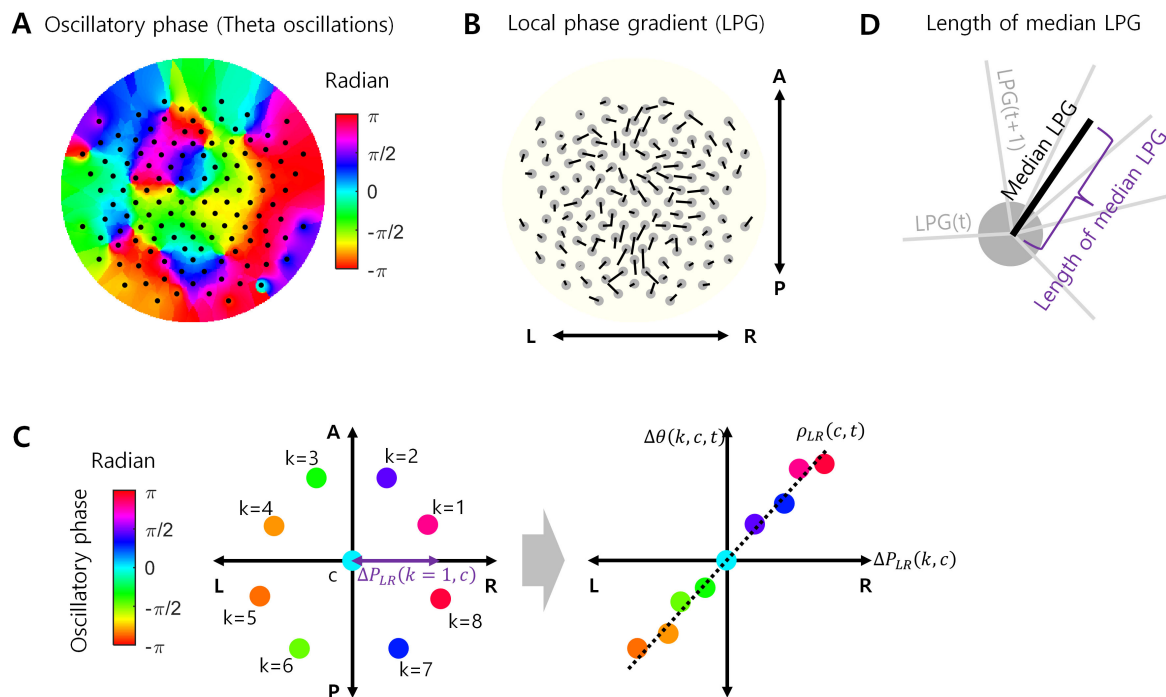 A Oscillatory phase (Theta oscillations)
Radian
π
π/2
0
-π/2
-π
B Local phase gradient (LPG)
A
P
L R
D Length of median LPG
LPG(t+1)
Median LPG
LPG(t)
Length of median LPG
C
Radian
Oscillatory phase
π
π/2
0
-π/2
-π
A
k=3 k=2
k=4 k=1
c
ΔP_LR(k = 1, c)
L R
k=5 k=8
k=6 k=7
P
Δθ(k, c, t) ρ_LR(c, t)
ΔP_LR(k, c)
L R